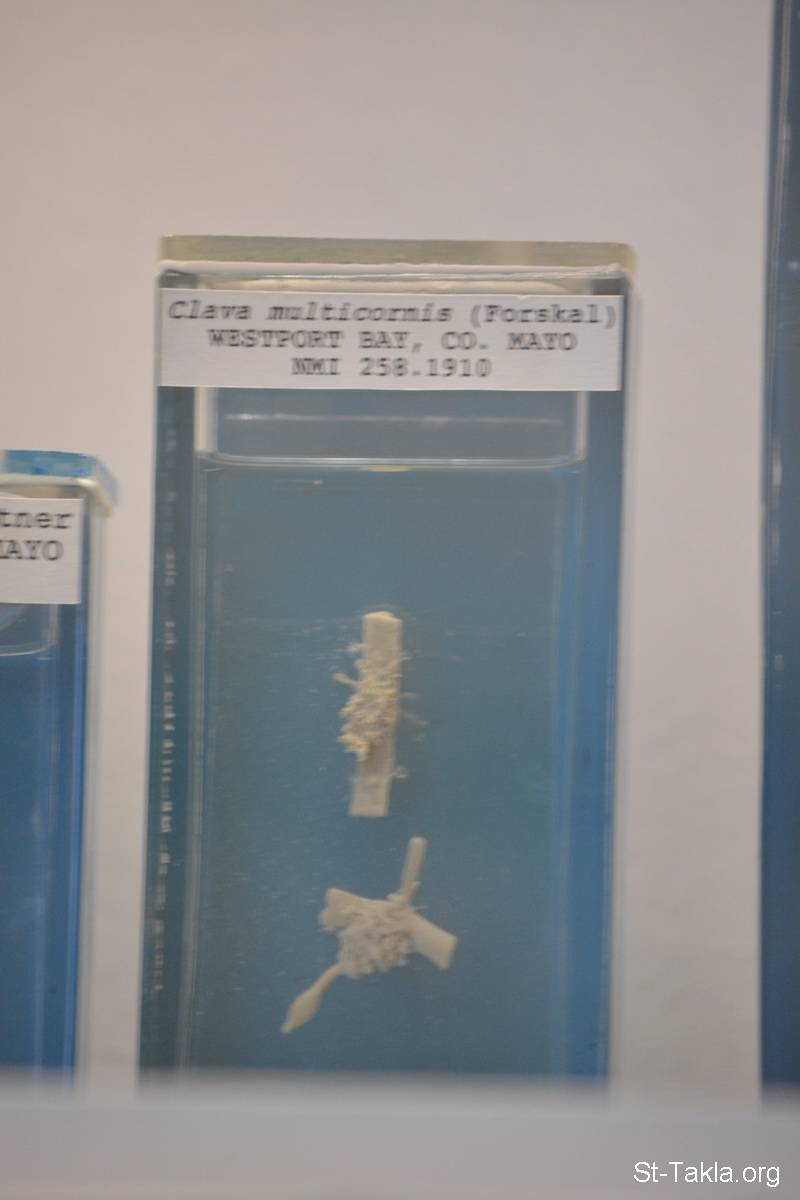 Clava multicornis (Forskal)
WESTPORT BAY, CO. MAYO
NMI 258.1910
tner
MAYO
St-Takla.org